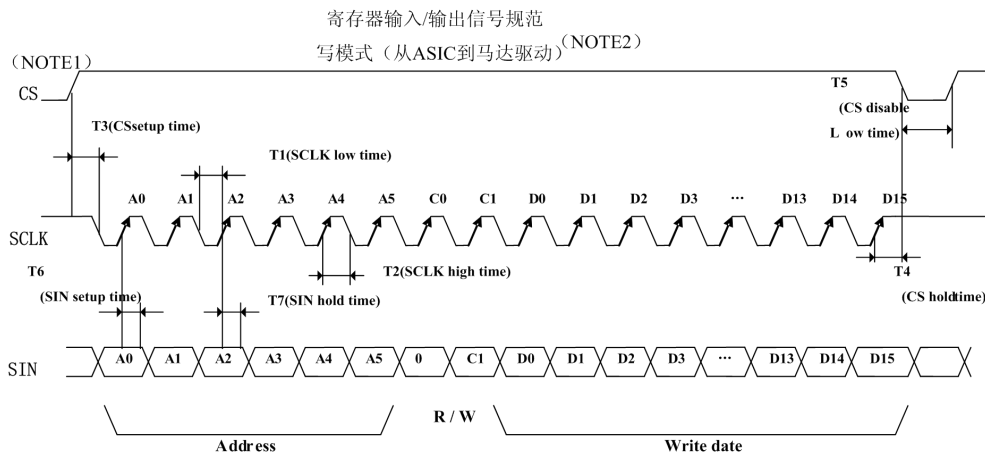 寄存器输入/输出信号规范
写模式（从ASIC到马达驱动）（NOTE2）
（NOTE1）
CS
T5
(CS disable
L ow time)
T3(CSsetup time)
T1(SCLK low time)
A0 A1 A2 A3 A4 A5 C0 C1 D0 D1 D2 D3 ... D13 D14 D15
SCLK
T6
(SIN setup time)
T2(SCLK high time)
T7(SIN hold time)
T4
(CS holdtime)
A0 A1 A2 A3 A4 A5 0 C1 D0 D1 D2 D3 ... D13 D14 D15
SIN
R / W
Address
Write date